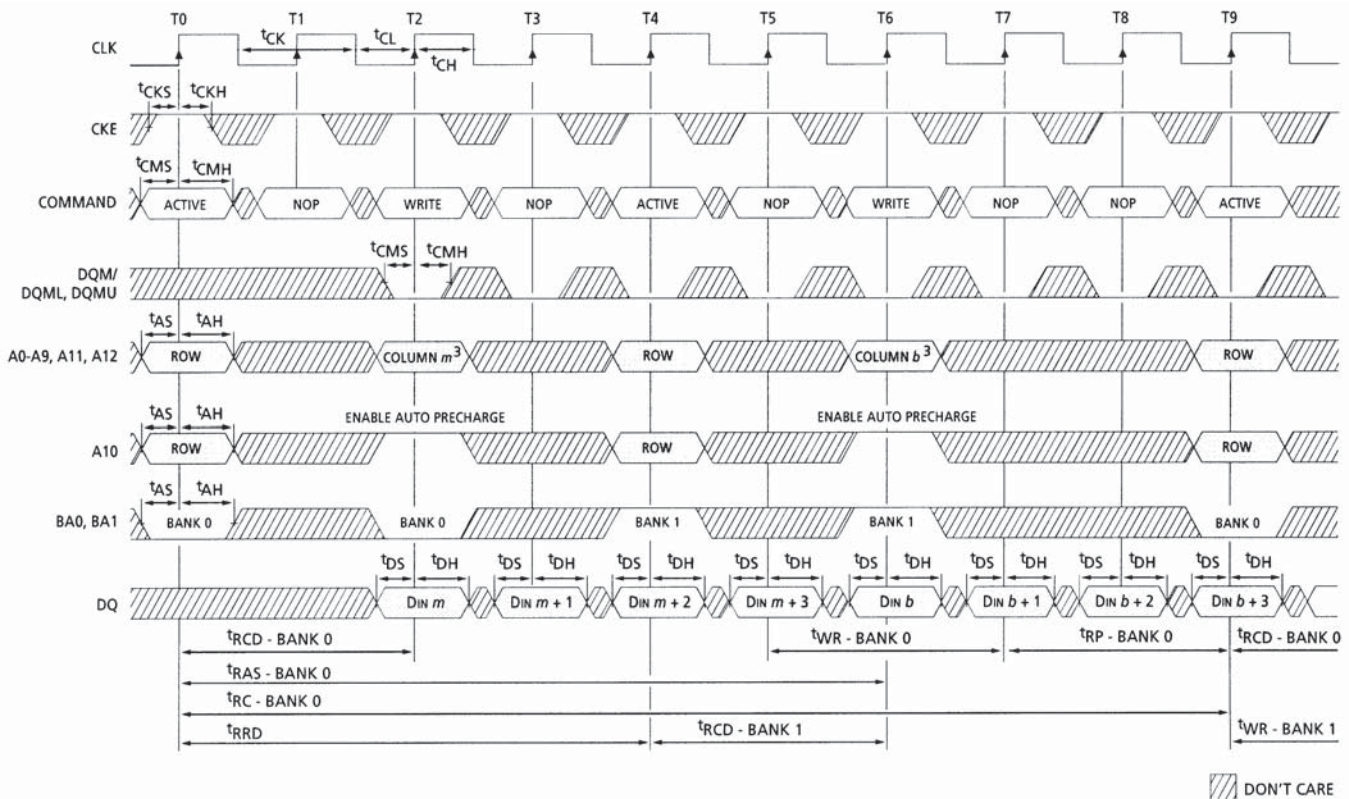 T0 T1 T2 T3 T4 T5 T6 T7 T8 T9
CLK
tCK tCL
tCH
tCKS tCKH
CKE
tCMS tCMH
COMMAND ACTIVE NOP WRITE NOP ACTIVE NOP WRITE NOP NOP ACTIVE
tCMS tCMH
DQM/
DQML, DQMU
tAS tAH
A0-A9, A11, A12 ROW COLUMN m3 ROW COLUMN b3 ROW
tAS tAH ENABLE AUTO PRECHARGE ENABLE AUTO PRECHARGE
A10 ROW ROW ROW
tAS tAH
BA0, BA1 BANK 0 BANK 0 BANK 1 BANK 1 BANK 0
tDS tDH tDS tDH tDS tDH tDS tDH tDS tDH tDS tDH tDS tDH tDS tDH
DQ DIN m DIN m + 1 DIN m + 2 DIN m + 3 DIN b DIN b + 1 DIN b + 2 DIN b + 3
tRCD - BANK 0 tWR - BANK 0 tRP - BANK 0 tRCD - BANK 0
tRAS - BANK 0
tRC - BANK 0
tRRD tRCD - BANK 1 tWR - BANK 1
DON'T CARE